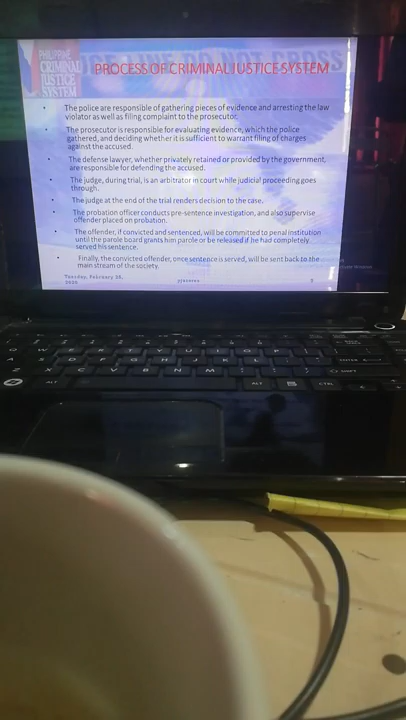 PHILIPPINE
CRIMINAL
JUSTICE
SYSTEM
PROCESS OF CRIMINAL JUSTICE SYSTEM
• The police are responsible of gathering pieces of evidence and arresting the law
violator as well as filing complaint to the prosecutor.
• The prosecutor is responsible for evaluating evidence, which the police
gathered, and deciding whether it is sufficient to warrant filing of charges
against the accused.
• The defense lawyer, whether privately retained or provided by the government,
are responsible for defending the accused.
• The judge, during trial, is an arbitrator in court while judicial proceeding goes
through.
• The judge at the end of the trial renders decision to the case.
• The probation officer conducts pre-sentence investigation, and also supervise
offender placed on probation.
• The offender, if convicted and sentenced, will be committed to penal institution
until the parole board grants him parole or be released if he had completely
served his sentence.
• Finally, the convicted offender, once sentence is served, will be sent back to the
main stream of the society.
Tuesday, February
ALT
Z X C V B N M
ALT
CTRL
ENTER
SHIFT